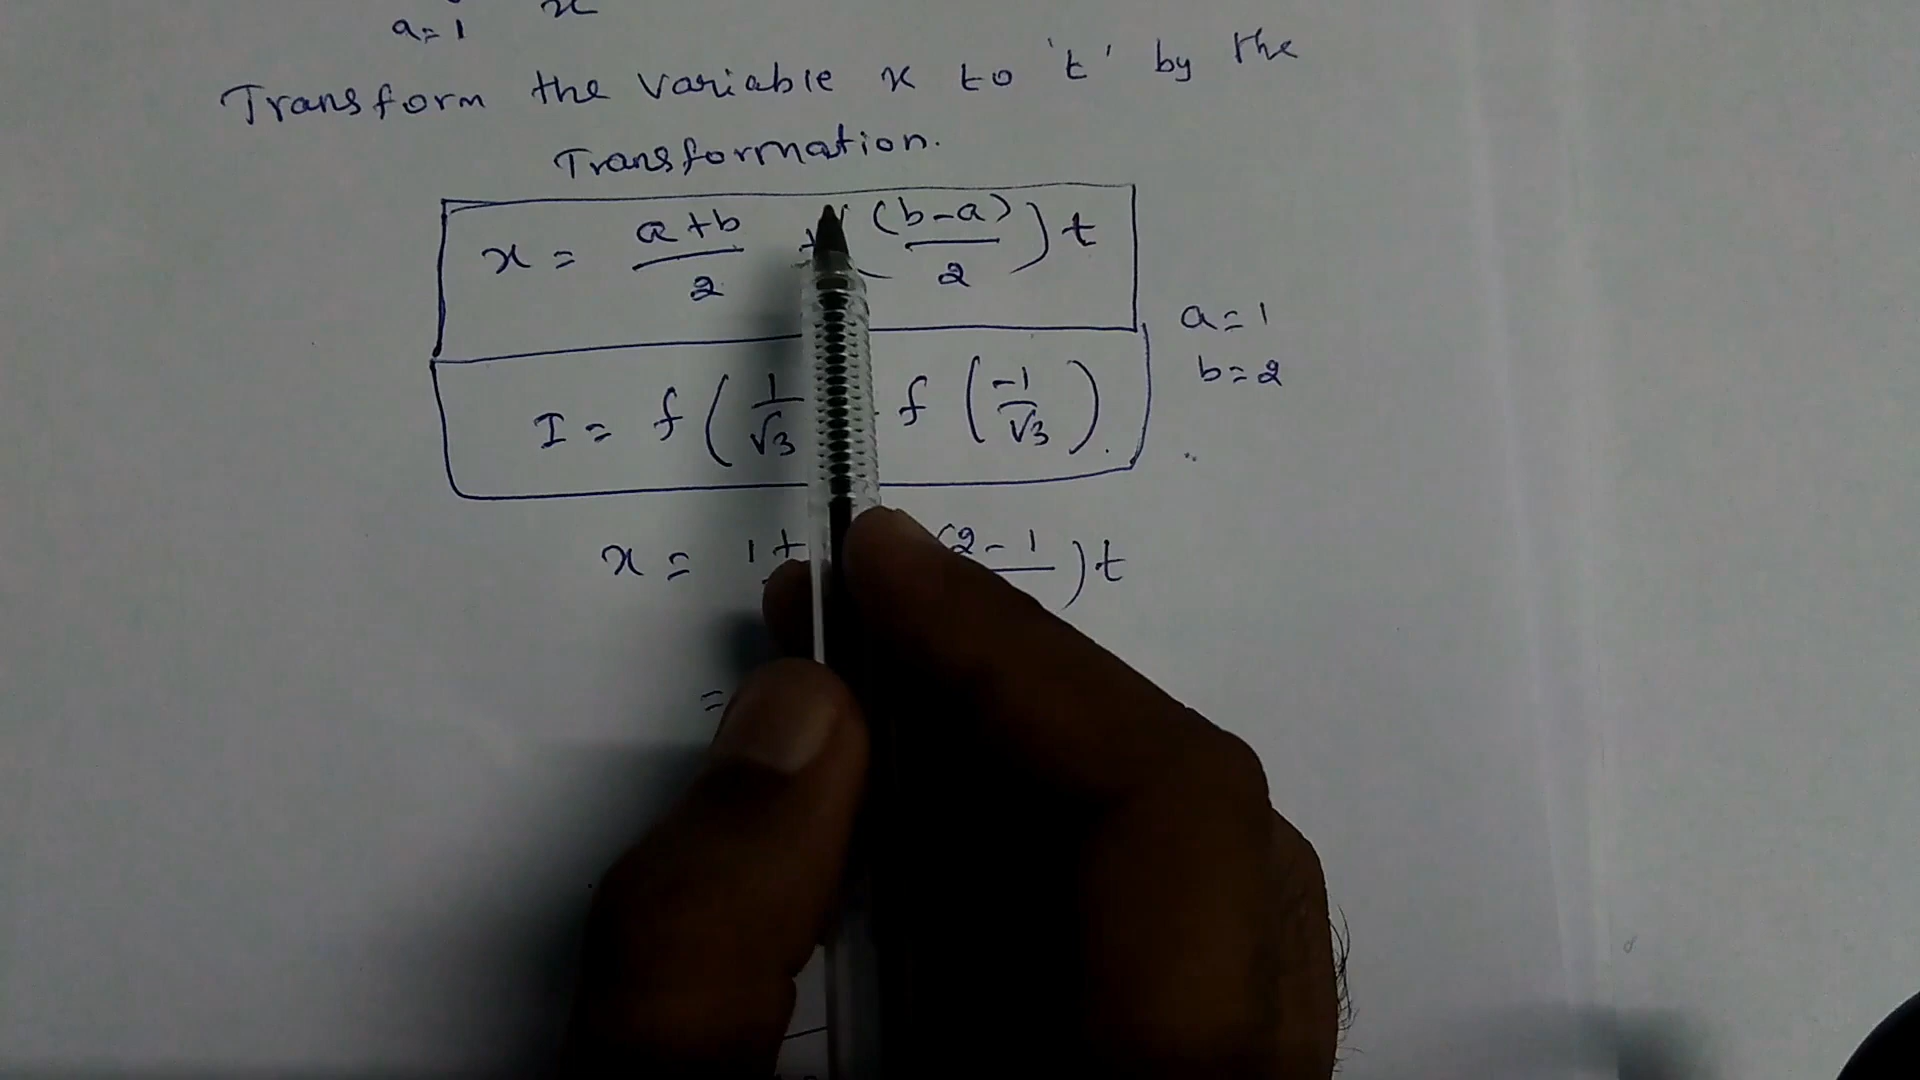 a=1 x
Transform the variable x to 't' by the
Transformation.
x = a+b/2 + ((b-a)/2) t
a=1
b=2
I = f(1/√3 f(-1/√3).
x = 1+ (2-1 ) t
=